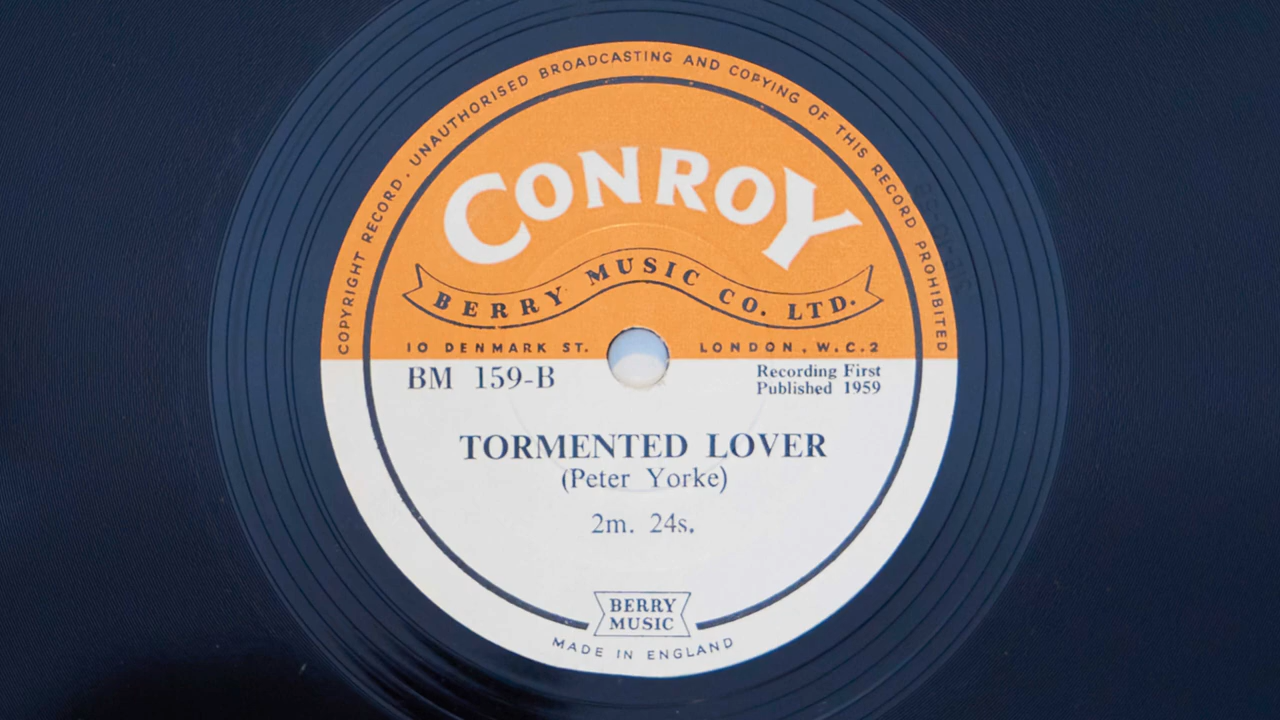 COPYRIGHT RECORD. UNAUTHORISED BROADCASTING AND COPYING OF THIS RECORD PROHIBITED
CONROY
BERRY MUSIC CO. LTD.
10 DENMARK ST. LONDON, W.C.2
BM 159-B
Recording First
Published 1959
TORMENTED LOVER
(Peter Yorke)
2m. 24s.
BERRY
MUSIC
MADE IN ENGLAND